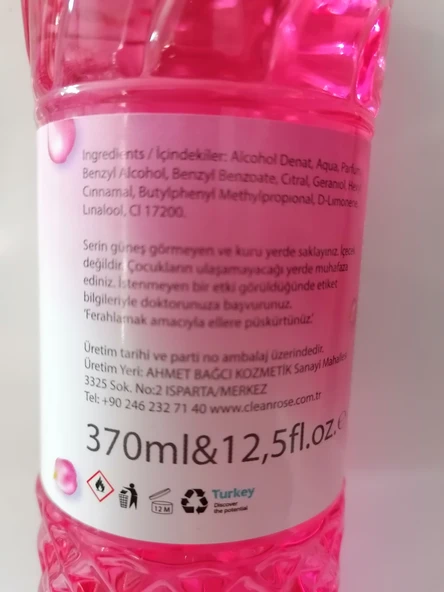 Ingredients / İçindekiler: Alcohol Denat, Aqua, Parfum
Benzyl Alcohol, Benzyl Benzoate, Citral, Geraniol,
Cinnamal, Butylphenyl Methylpropional, D-Limonene,
Linalool, CI 17200.
Serin güneş görmeyen ve kuru yerde saklayınız. İçecek
değildir. Çocukların ulaşamayacağı yerde muhafaza
ediniz. İstenmeyen bir etki görüldüğünde etiket
bilgileriyle doktorunuza başvurunuz.
'Ferahlamak amacıyla ellere püskürtünüz.'
Üretim tarihi ve parti no ambalaj üzerindedir.
Üretim Yeri: AHMET BAĞCI KOZMETİK Sanayi Mahallesi
3325 Sok. No:2 ISPARTA/MERKEZ
Tel: +90 246 232 71 40 www.cleanrose.com.tr
370ml&12,5fl.oz.℮
12 M
Turkey
Discover
the potential